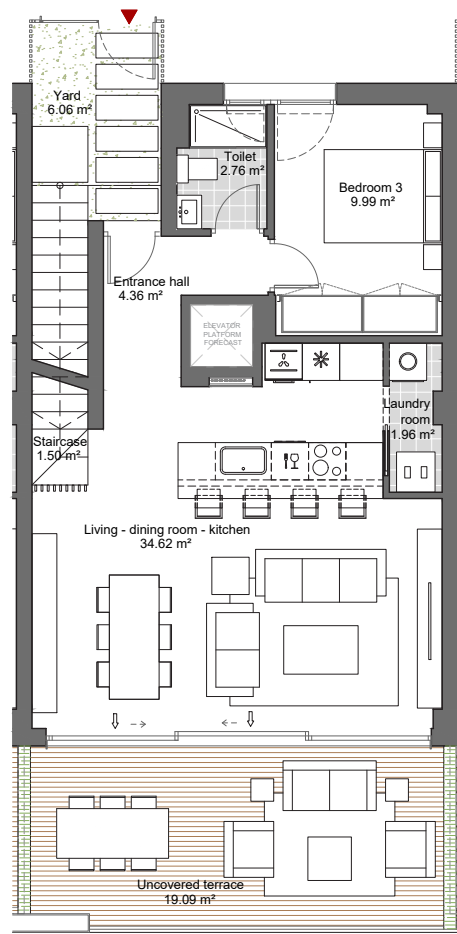 Yard
6.06 m²
Toilet
2.76 m²
Bedroom 3
9.99 m²
Entrance hall
4.36 m²
ELEVATOR
PLATFORM
FORECAST
Laundry
room
1.96 m²
Staircase
1.50 m²
Living - dining room - kitchen
34.62 m²
Uncovered terrace
19.09 m²